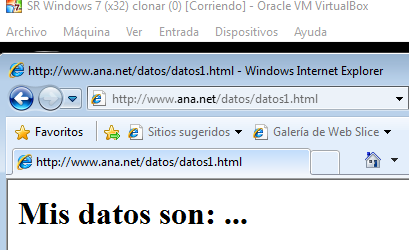 SR Windows 7 (x32) clonar (0) [Corriendo] - Oracle VM VirtualBox
Archivo Máquina Ver Entrada Dispositivos Ayuda
http://www.ana.net/datos/datos1.html - Windows Internet Explorer
http://www.ana.net/datos/datos1.html
Favoritos Sitios sugeridos Galería de Web Slice
http://www.ana.net/datos/datos1.html
Mis datos son: ...